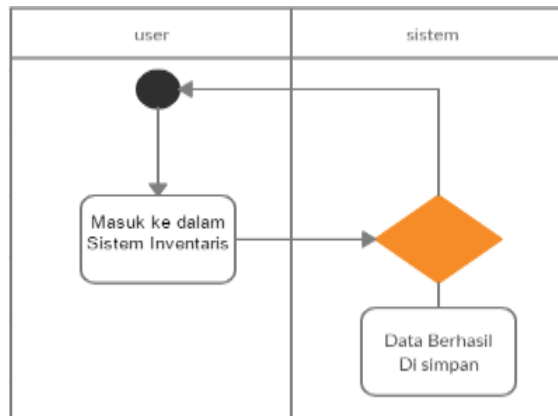 user
sistem
Masuk ke dalam
Sistem Inventaris
Data Berhasil
Di simpan